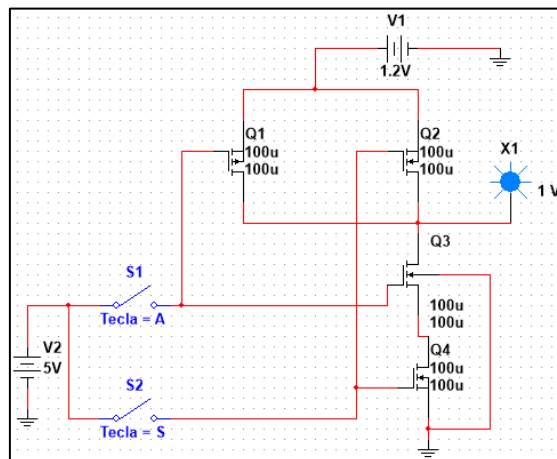 V1
1.2V
Q1
100u
100u
Q2
100u
100u
X1
1 V
Q3
100u
100u
S1
Tecla = A
V2
5V
Q4
100u
100u
S2
Tecla = S